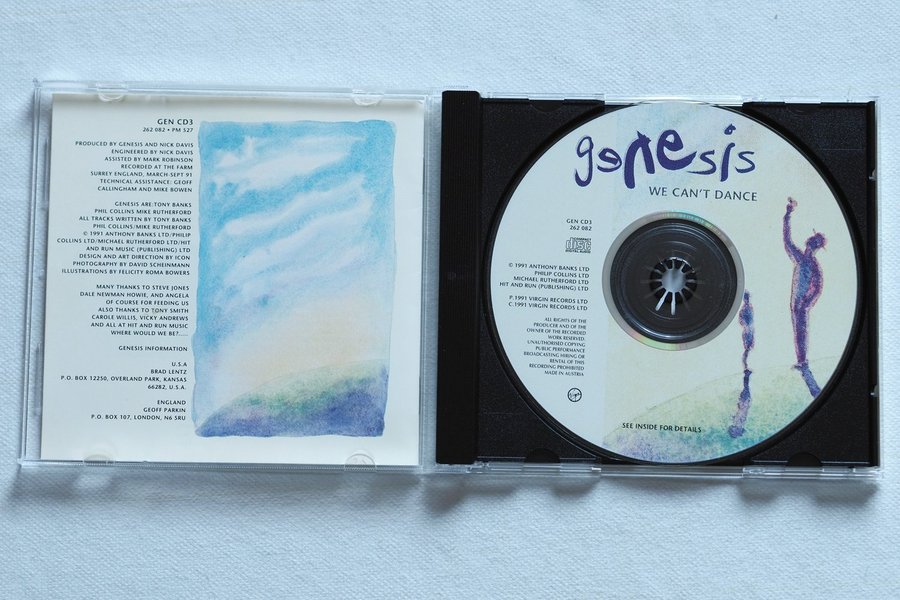 GEN CD3
262 082 • PM 527
PRODUCED BY GENESIS AND NICK DAVIS
ENGINEERED BY NICK DAVIS
ASSISTED BY MARK ROBINSON
RECORDED AT THE FARM
SURREY ENGLAND, MARCH-SEPT 91
TECHNICAL ASSISTANCE: GEOFF
CALLINGHAM AND MIKE BOWEN
GENESIS ARE:TONY BANKS
PHIL COLLINS MIKE RUTHERFORD
ALL TRACKS WRITTEN BY TONY BANKS
PHIL COLLINS/MIKE RUTHERFORD
© 1991 ANTHONY BANKS LTD/PHILIP
COLLINS LTD/MICHAEL RUTHERFORD LTD/HIT
AND RUN MUSIC (PUBLISHING) LTD
DESIGN AND ART DIRECTION BY ICON
PHOTOGRAPHY BY DAVID SCHEINMANN
ILLUSTRATIONS BY FELICITY ROMA BOWERS
MANY THANKS TO STEVE JONES
DALE NEWMAN HOWIE, AND ANGELA
OF COURSE FOR FEEDING US
ALSO THANKS TO TONY SMITH
CAROLE WILLIS, VICKY ANDREWS
AND ALL AT HIT AND RUN MUSIC
WHERE WOULD WE BE?.....
GENESIS INFORMATION
U.S.A
BRAD LENTZ
P.O. BOX 12250, OVERLAND PARK, KANSAS
66282, U.S.A.
ENGLAND
GEOFF PARKIN
P.O. BOX 107, LONDON, N6 5RU
genesis
WE CAN'T DANCE
GEN CD3
262 082
COMPACT
disc
DIGITAL AUDIO
© 1991 ANTHONY BANKS LTD
PHILIP COLLINS LTD
MICHAEL RUTHERFORD LTD
HIT AND RUN (PUBLISHING) LTD
P.1991 VIRGIN RECORDS LTD
C.1991 VIRGIN RECORDS LTD
ALL RIGHTS OF THE
PRODUCER AND OF THE
OWNER OF THE RECORDED
WORK RESERVED.
UNAUTHORISED COPYING
PUBLIC PERFORMANCE
BROADCASTING HIRING OR
RENTAL OF THIS
RECORDING PROHIBITED
MADE IN AUSTRIA
Virgin
SEE INSIDE FOR DETAILS